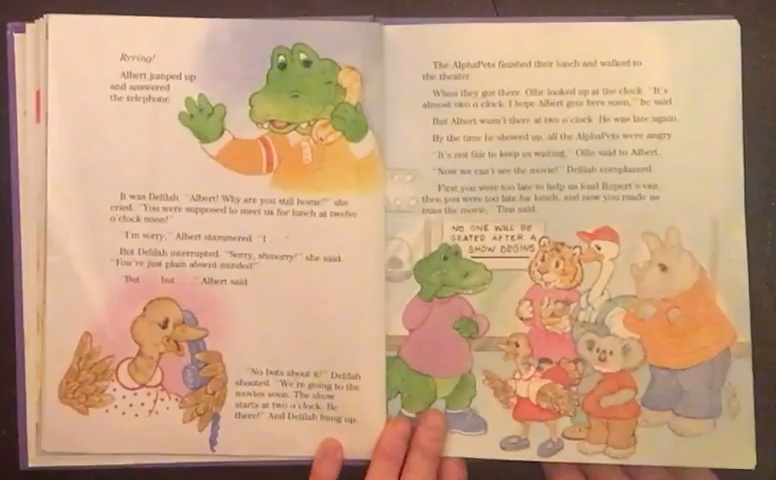 Rrring!
Albert jumped up
and answered
the telephone.
It was Delilah. "Albert! Why are you still home?" she
cried. "You were supposed to meet us for lunch at twelve
o'clock noon!"
"I'm sorry," Albert stammered. "I . . ."
But Delilah interrupted. "Sorry, shmorry!" she said.
"You're just plain absent minded!"
"But . . . but . . ." Albert said.
"No buts about it!" Delilah
shouted. "We're going to the
movies soon. The show
starts at two o'clock. Be
there!" And Delilah hung up.
The AlphaPets finished their lunch and walked to
the theater.
When they got there, Ollie looked up at the clock. "It's
almost two o'clock. I hope Albert gets here soon," he said.
But Albert wasn't there at two o'clock. He was late again.
By the time he showed up, all the AlphaPets were angry.
"It's not fair to keep us waiting," Ollie said to Albert.
"Now we can't see the movie!" Delilah complained.
First you were too late to help us load Rupert's van,
then you were too late for lunch, and now you made us
miss the movie," Tina said.
NO ONE WILL BE
SEATED AFTER A
SHOW BEGINS